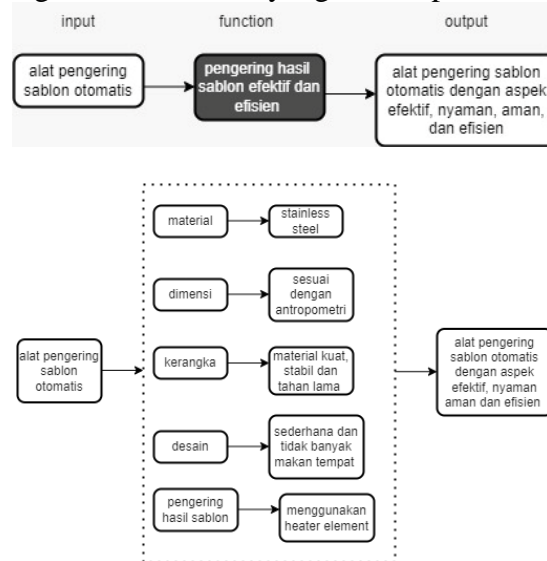 input function output
alat pengering
sablon otomatis
pengering hasil
sablon efektif dan
efisien
alat pengering sablon
otomatis dengan aspek
efektif, nyaman, aman,
dan efisien
alat pengering
sablon
otomatis
material
stainless
steel
dimensi
sesuai
dengan
antropometri
kerangka
material kuat,
stabil dan
tahan lama
desain
sederhana dan
tidak banyak
makan tempat
pengering
hasil sablon
menggunakan
heater element
alat pengering
sablon otomatis
dengan aspek
efektif, nyaman
aman dan efisien